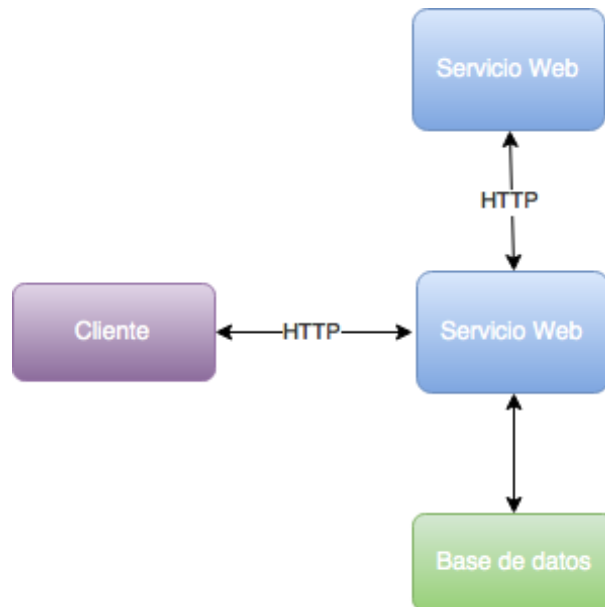 Servicio Web
HTTP
Cliente
HTTP
Servicio Web
Base de datos